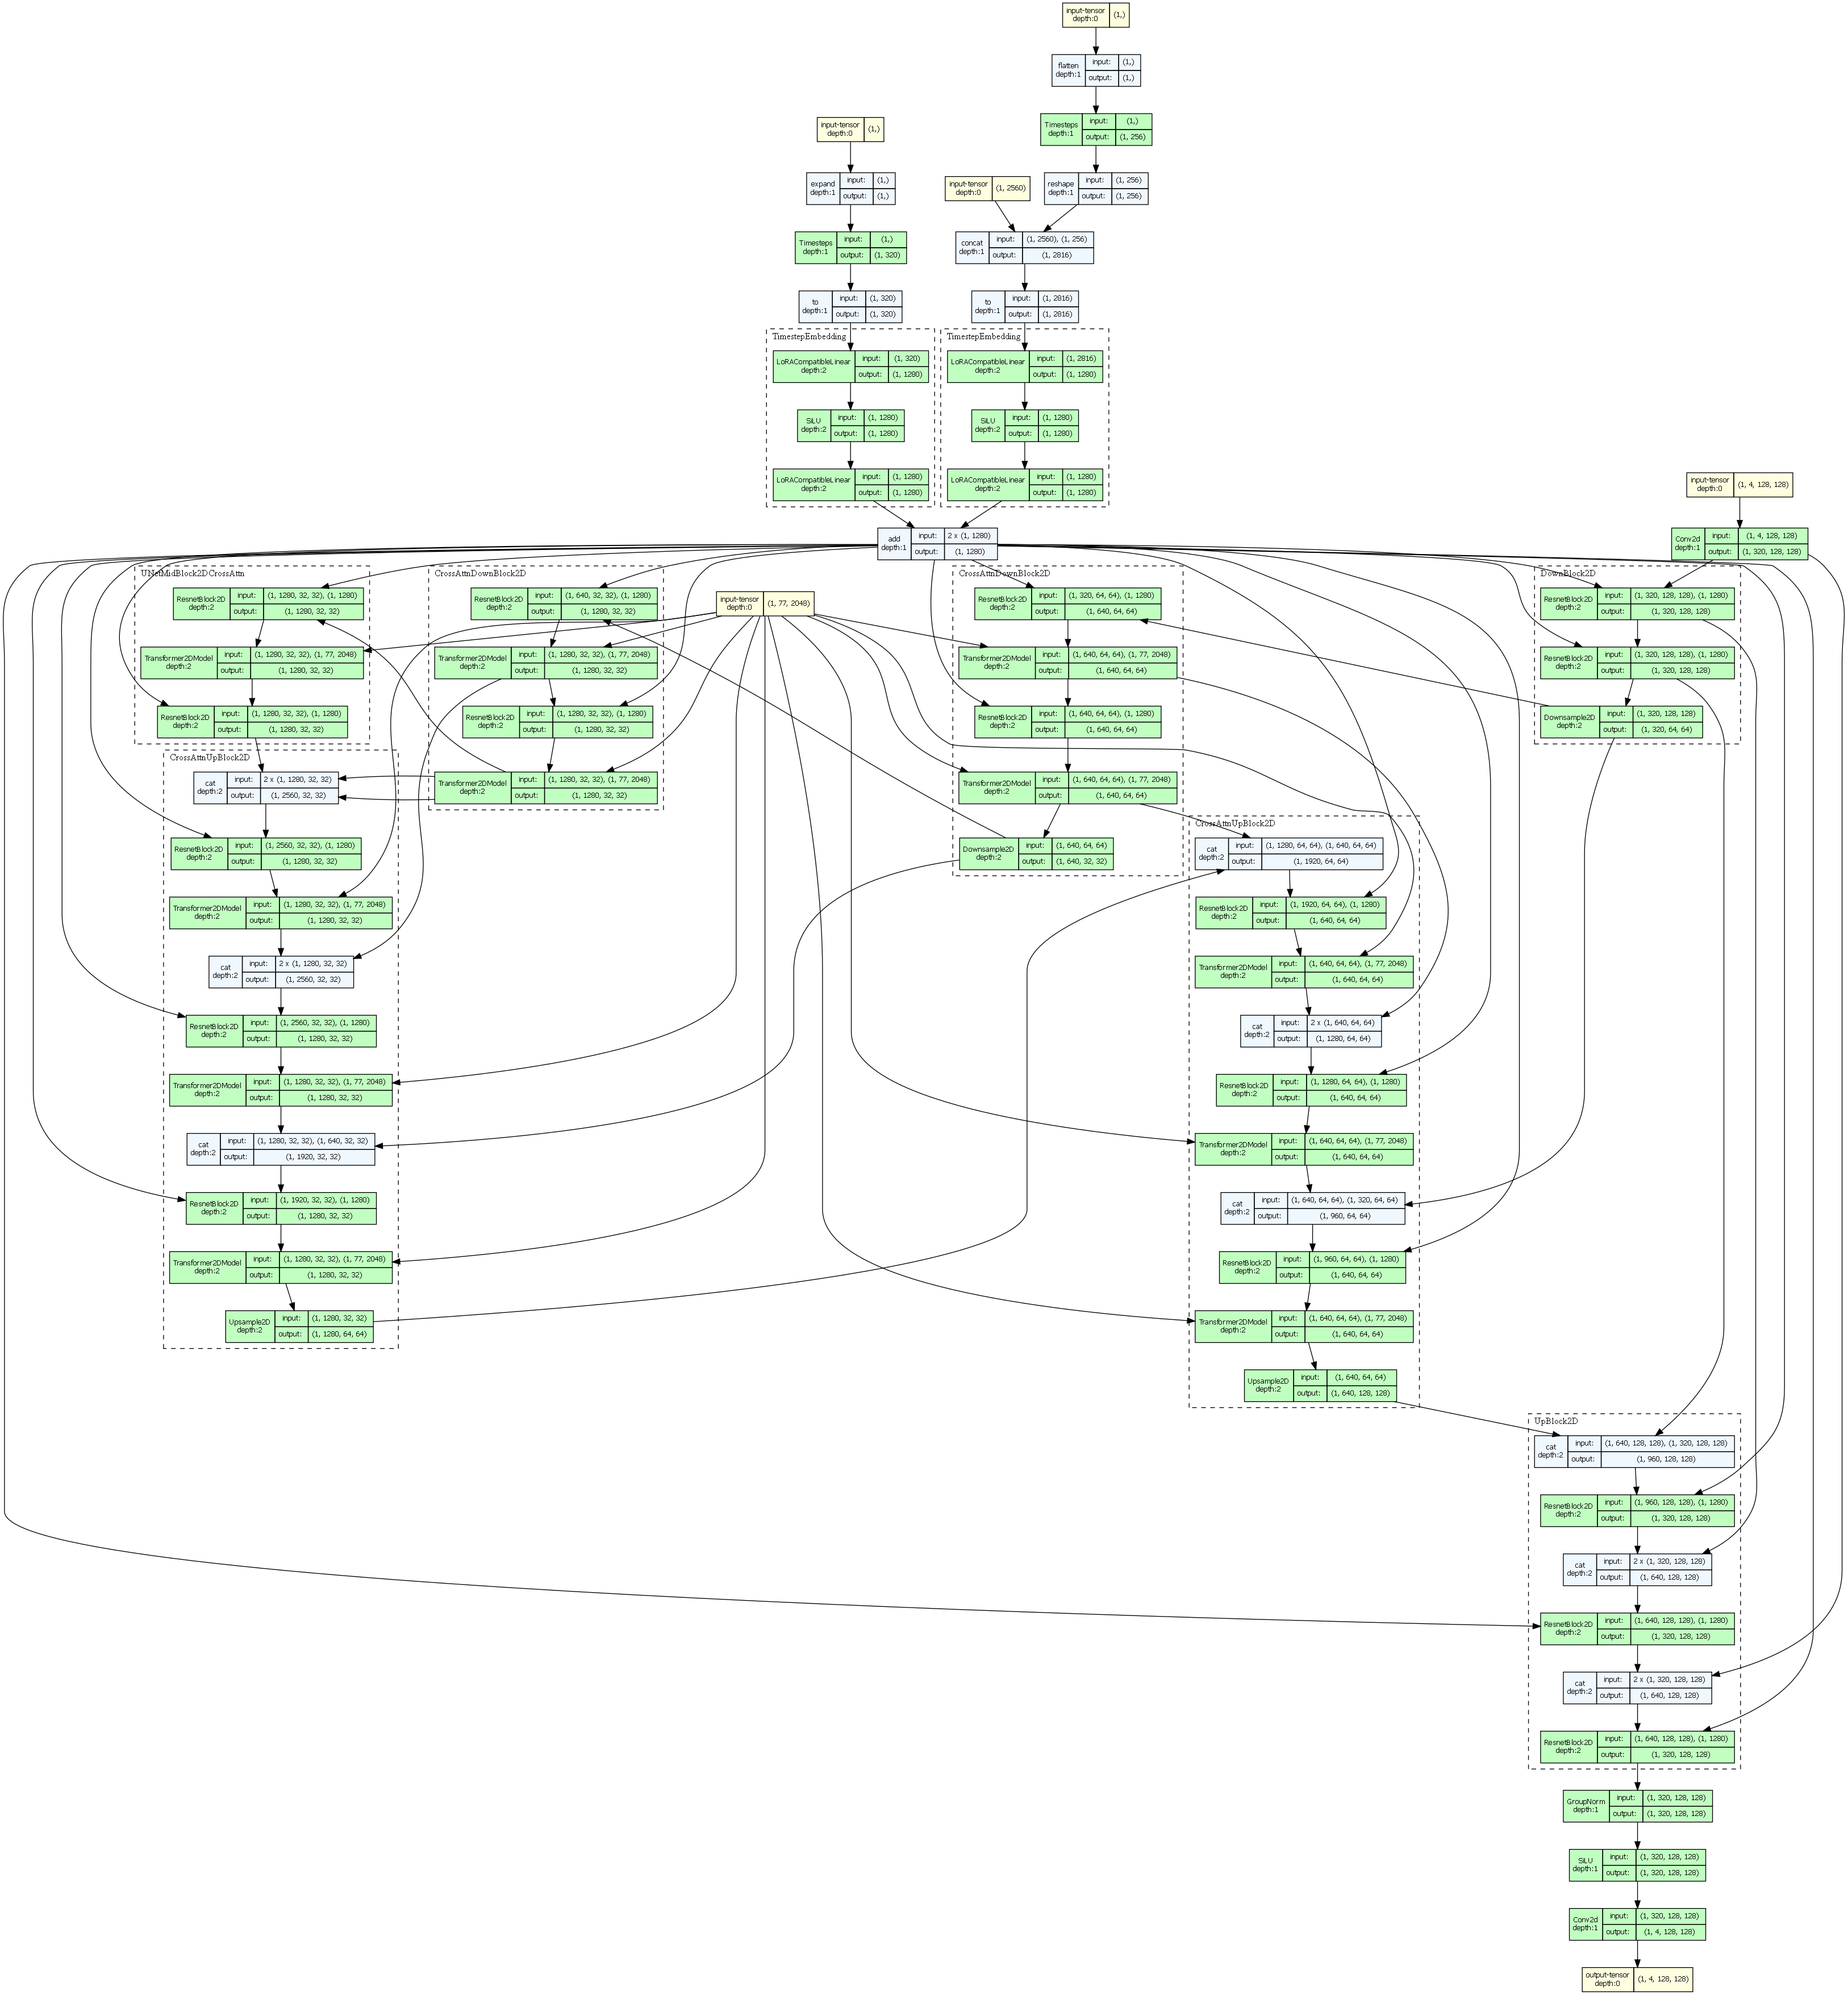 input-tensor
depth:0
(1,)
flatten
depth:1
input:
(1,)
output:
(1,)
Timesteps
depth:1
input:
(1,)
output:
(1, 256)
input-tensor
depth:0
(1,)
expand
depth:1
input:
(1,)
output:
(1,)
input-tensor
depth:0
(1, 2560)
reshape
depth:1
input:
(1, 256)
output:
(1, 256)
Timesteps
depth:1
input:
(1,)
output:
(1, 320)
concat
depth:1
input:
(1, 2560), (1, 256)
output:
(1, 2816)
to
depth:1
input:
(1, 320)
output:
(1, 320)
to
depth:1
input:
(1, 2816)
output:
(1, 2816)
TimestepEmbedding
LoRACompatibleLinear
depth:2
input:
(1, 320)
output:
(1, 1280)
SiLU
depth:2
input:
(1, 1280)
output:
(1, 1280)
LoRACompatibleLinear
depth:2
input:
(1, 1280)
output:
(1, 1280)
TimestepEmbedding
LoRACompatibleLinear
depth:2
input:
(1, 2816)
output:
(1, 1280)
SiLU
depth:2
input:
(1, 1280)
output:
(1, 1280)
LoRACompatibleLinear
depth:2
input:
(1, 1280)
output:
(1, 1280)
input-tensor
depth:0
(1, 4, 128, 128)
add
depth:1
input:
2 x (1, 1280)
output:
(1, 1280)
Conv2d
depth:1
input:
(1, 4, 128, 128)
output:
(1, 320, 128, 128)
UNetMidBlock2DCrossAttn
ResnetBlock2D
depth:2
input:
(1, 1280, 32, 32), (1, 1280)
output:
(1, 1280, 32, 32)
Transformer2DModel
depth:2
input:
(1, 1280, 32, 32), (1, 77, 2048)
output:
(1, 1280, 32, 32)
ResnetBlock2D
depth:2
input:
(1, 1280, 32, 32), (1, 1280)
output:
(1, 1280, 32, 32)
CrossAttnDownBlock2D
ResnetBlock2D
depth:2
input:
(1, 640, 32, 32), (1, 1280)
output:
(1, 1280, 32, 32)
Transformer2DModel
depth:2
input:
(1, 1280, 32, 32), (1, 77, 2048)
output:
(1, 1280, 32, 32)
ResnetBlock2D
depth:2
input:
(1, 1280, 32, 32), (1, 1280)
output:
(1, 1280, 32, 32)
Transformer2DModel
depth:2
input:
(1, 1280, 32, 32), (1, 77, 2048)
output:
(1, 1280, 32, 32)
input-tensor
depth:0
(1, 77, 2048)
CrossAttnDownBlock2D
ResnetBlock2D
depth:2
input:
(1, 320, 64, 64), (1, 1280)
output:
(1, 640, 64, 64)
Transformer2DModel
depth:2
input:
(1, 640, 64, 64), (1, 77, 2048)
output:
(1, 640, 64, 64)
ResnetBlock2D
depth:2
input:
(1, 640, 64, 64), (1, 1280)
output:
(1, 640, 64, 64)
Transformer2DModel
depth:2
input:
(1, 640, 64, 64), (1, 77, 2048)
output:
(1, 640, 64, 64)
Downsample2D
depth:2
input:
(1, 640, 64, 64)
output:
(1, 640, 32, 32)
DownBlock2D
ResnetBlock2D
depth:2
input:
(1, 320, 128, 128), (1, 1280)
output:
(1, 320, 128, 128)
ResnetBlock2D
depth:2
input:
(1, 320, 128, 128), (1, 1280)
output:
(1, 320, 128, 128)
Downsample2D
depth:2
input:
(1, 320, 128, 128)
output:
(1, 320, 64, 64)
CrossAttnUpBlock2D
cat
depth:2
input:
2 x (1, 1280, 32, 32)
output:
(1, 2560, 32, 32)
ResnetBlock2D
depth:2
input:
(1, 2560, 32, 32), (1, 1280)
output:
(1, 1280, 32, 32)
Transformer2DModel
depth:2
input:
(1, 1280, 32, 32), (1, 77, 2048)
output:
(1, 1280, 32, 32)
cat
depth:2
input:
2 x (1, 1280, 32, 32)
output:
(1, 2560, 32, 32)
ResnetBlock2D
depth:2
input:
(1, 2560, 32, 32), (1, 1280)
output:
(1, 1280, 32, 32)
Transformer2DModel
depth:2
input:
(1, 1280, 32, 32), (1, 77, 2048)
output:
(1, 1280, 32, 32)
cat
depth:2
input:
(1, 1280, 32, 32), (1, 640, 32, 32)
output:
(1, 1920, 32, 32)
ResnetBlock2D
depth:2
input:
(1, 1920, 32, 32), (1, 1280)
output:
(1, 1280, 32, 32)
Transformer2DModel
depth:2
input:
(1, 1280, 32, 32), (1, 77, 2048)
output:
(1, 1280, 32, 32)
Upsample2D
depth:2
input:
(1, 1280, 32, 32)
output:
(1, 1280, 64, 64)
CrossAttnUpBlock2D
cat
depth:2
input:
(1, 1280, 64, 64), (1, 640, 64, 64)
output:
(1, 1920, 64, 64)
ResnetBlock2D
depth:2
input:
(1, 1920, 64, 64), (1, 1280)
output:
(1, 640, 64, 64)
Transformer2DModel
depth:2
input:
(1, 640, 64, 64), (1, 77, 2048)
output:
(1, 640, 64, 64)
cat
depth:2
input:
2 x (1, 640, 64, 64)
output:
(1, 1280, 64, 64)
ResnetBlock2D
depth:2
input:
(1, 1280, 64, 64), (1, 1280)
output:
(1, 640, 64, 64)
Transformer2DModel
depth:2
input:
(1, 640, 64, 64), (1, 77, 2048)
output:
(1, 640, 64, 64)
cat
depth:2
input:
(1, 640, 64, 64), (1, 320, 64, 64)
output:
(1, 960, 64, 64)
ResnetBlock2D
depth:2
input:
(1, 960, 64, 64), (1, 1280)
output:
(1, 640, 64, 64)
Transformer2DModel
depth:2
input:
(1, 640, 64, 64), (1, 77, 2048)
output:
(1, 640, 64, 64)
Upsample2D
depth:2
input:
(1, 640, 64, 64)
output:
(1, 640, 128, 128)
UpBlock2D
cat
depth:2
input:
(1, 640, 128, 128), (1, 320, 128, 128)
output:
(1, 960, 128, 128)
ResnetBlock2D
depth:2
input:
(1, 960, 128, 128), (1, 1280)
output:
(1, 320, 128, 128)
cat
depth:2
input:
2 x (1, 320, 128, 128)
output:
(1, 640, 128, 128)
ResnetBlock2D
depth:2
input:
(1, 640, 128, 128), (1, 1280)
output:
(1, 320, 128, 128)
cat
depth:2
input:
2 x (1, 320, 128, 128)
output:
(1, 640, 128, 128)
ResnetBlock2D
depth:2
input:
(1, 640, 128, 128), (1, 1280)
output:
(1, 320, 128, 128)
GroupNorm
depth:1
input:
(1, 320, 128, 128)
output:
(1, 320, 128, 128)
SiLU
depth:1
input:
(1, 320, 128, 128)
output:
(1, 320, 128, 128)
Conv2d
depth:1
input:
(1, 320, 128, 128)
output:
(1, 4, 128, 128)
output-tensor
depth:0
(1, 4, 128, 128)